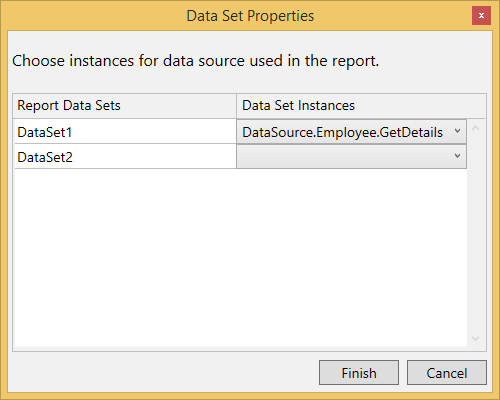 Data Set Properties
x
Choose instances for data source used in the report.
Report Data Sets Data Set Instances
DataSet1 DataSource.Employee.GetDetails
DataSet2
Finish Cancel